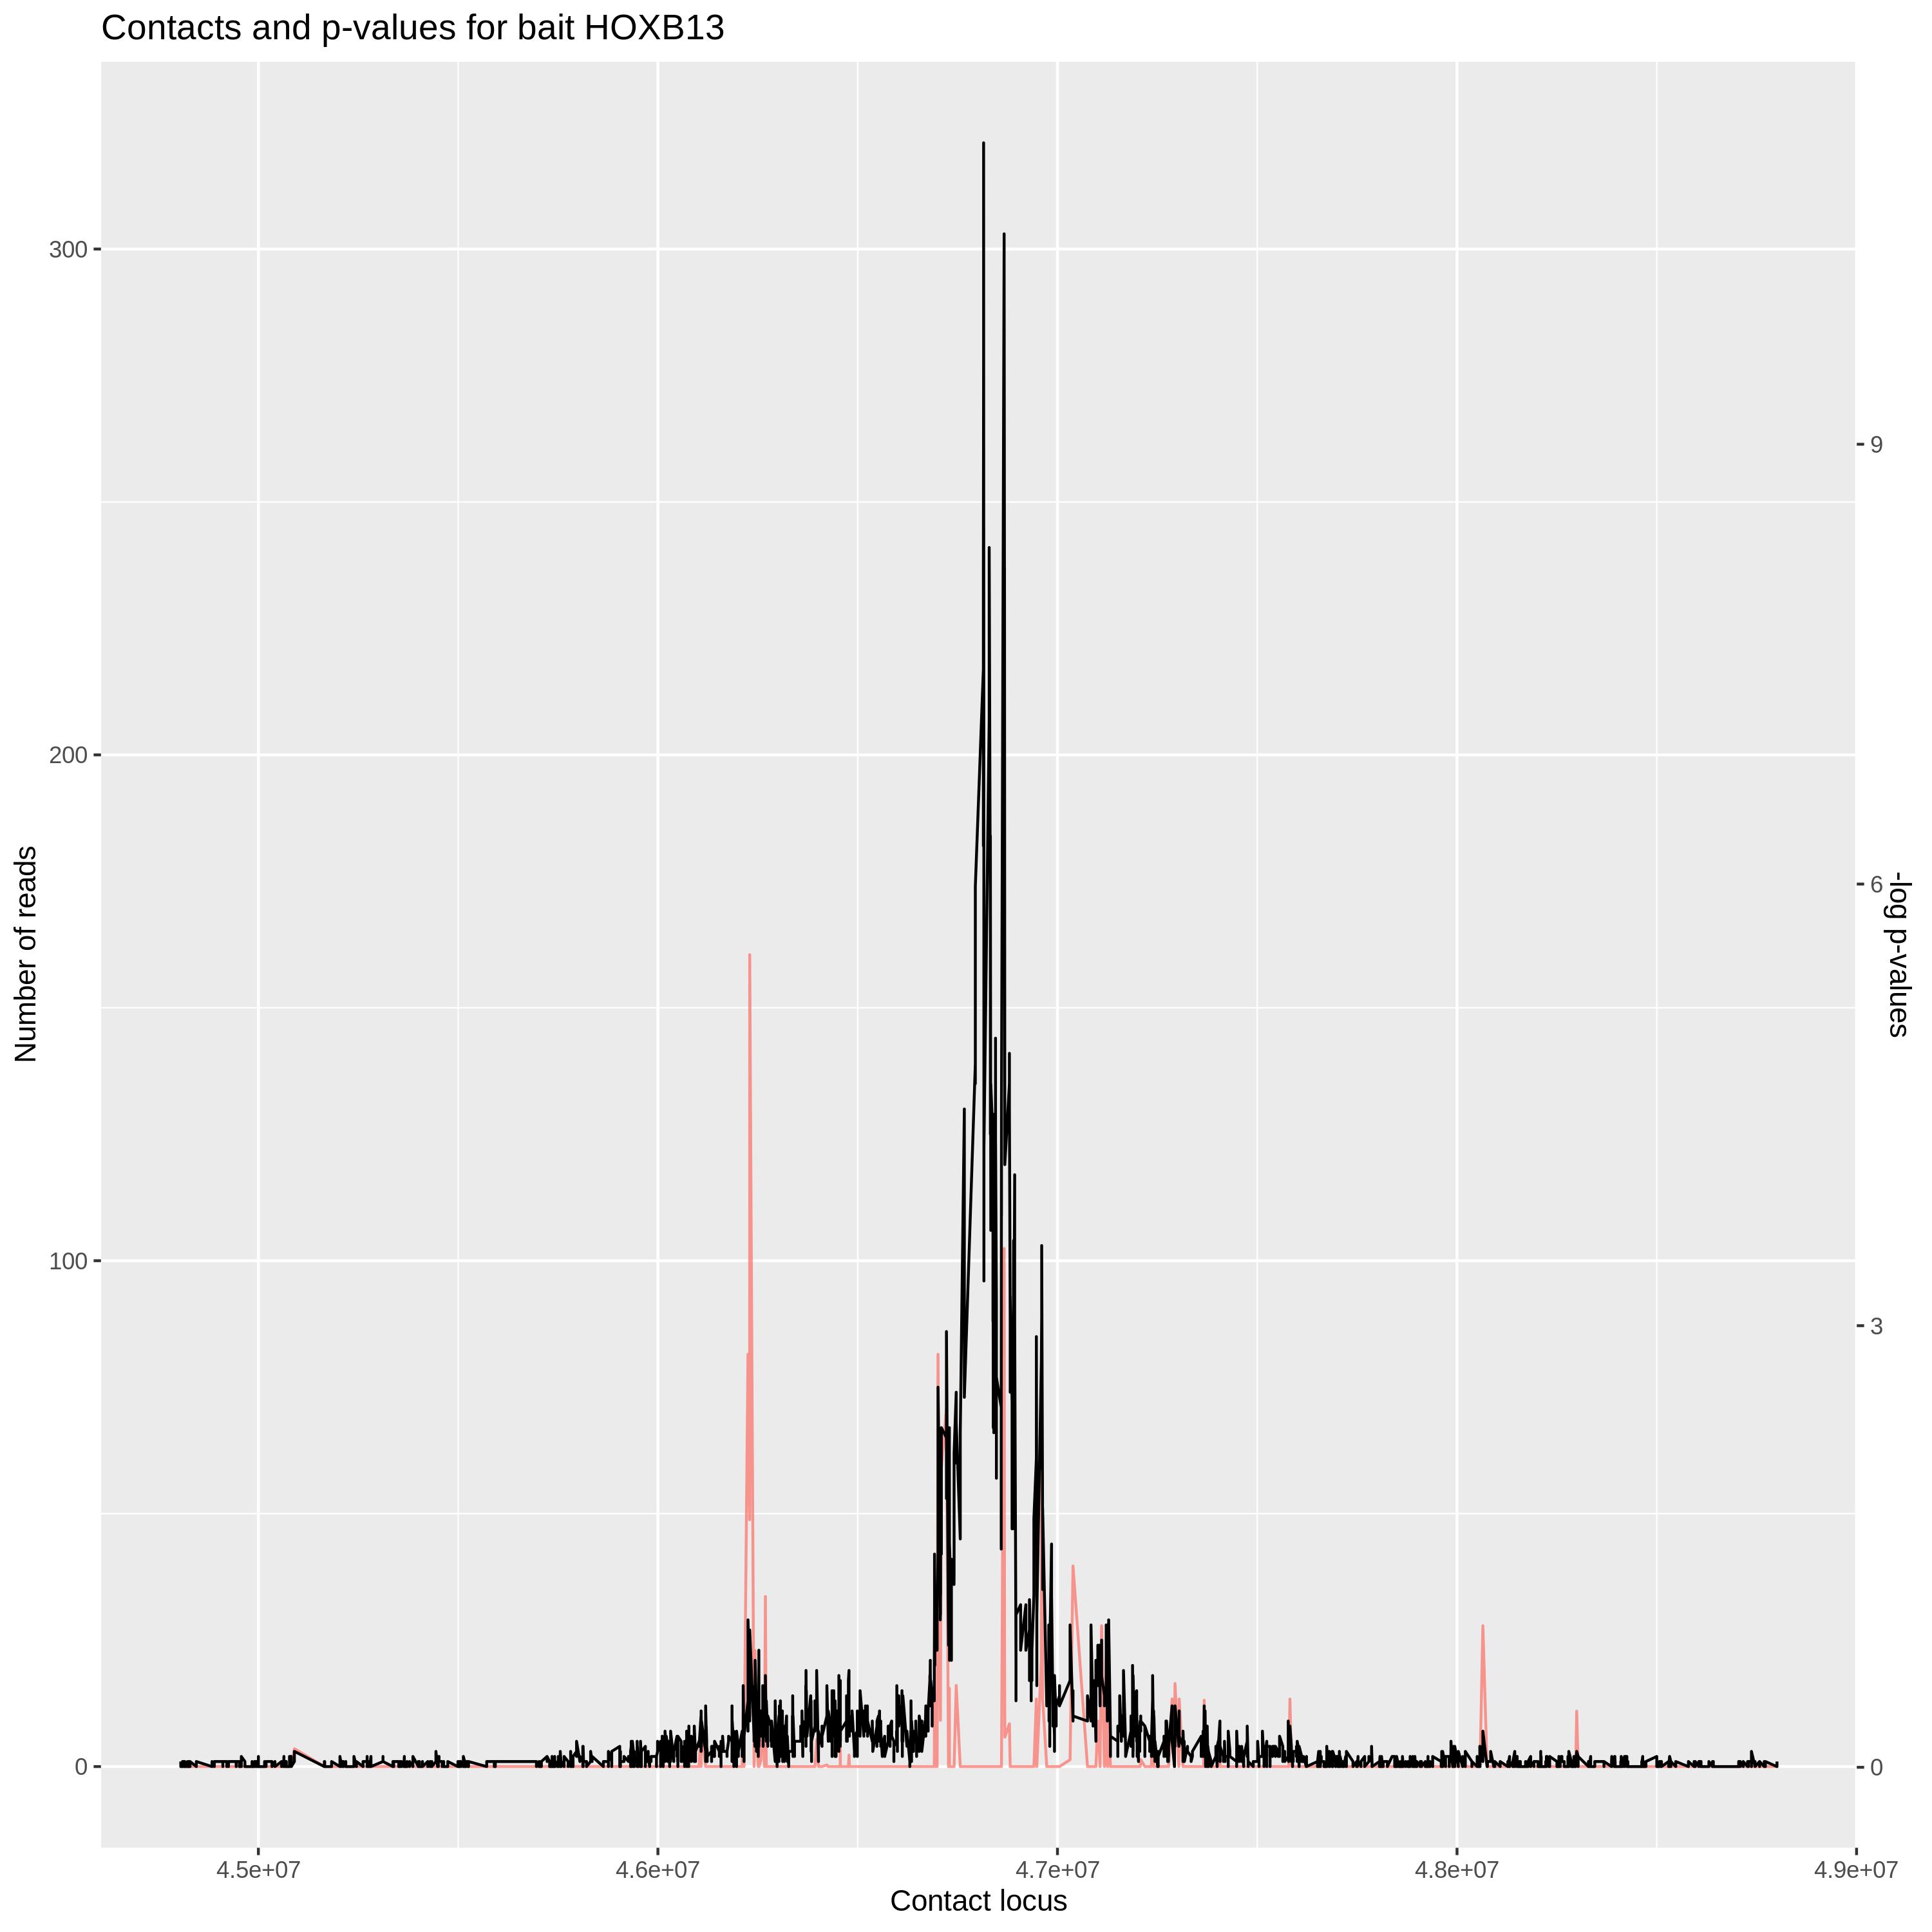 Contacts and p-values for bait HOXB13
300
200
100
0
Number of reads
9
6
3
0
-log p-values
4.5e+07 4.6e+07 4.7e+07 4.8e+07 4.9e+07
Contact locus